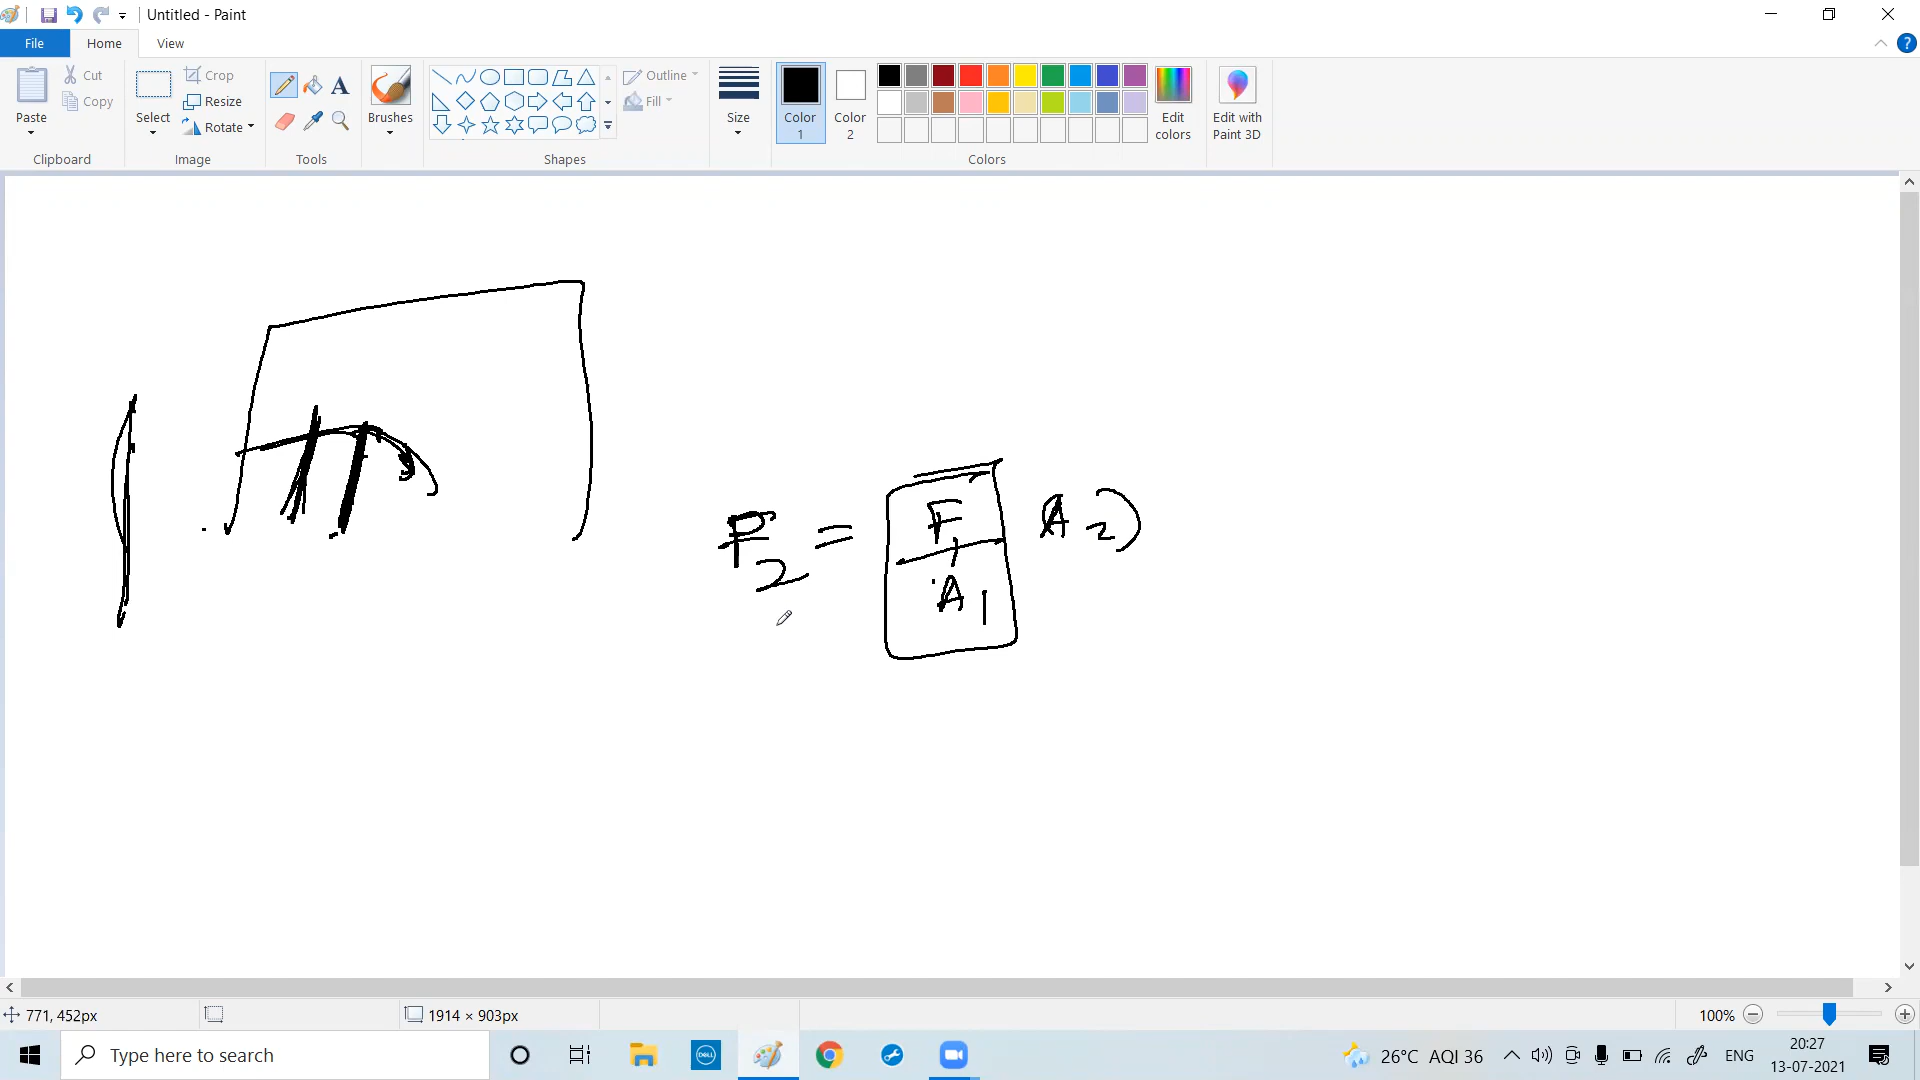 Untitled - Paint
File Home View
Paste
Cut
Copy
Clipboard
Select
Crop
Resize
Rotate
Image
A
Tools
Brushes
Shapes
Outline
Fill
Size
Color 1
Color 2
Colors
Edit colors
Edit with Paint 3D
F2 = F1 A2
A1
771, 452px
1914 × 903px
100%
Type here to search
DELL
26°C AQI 36
ENG
20:27
13-07-2021